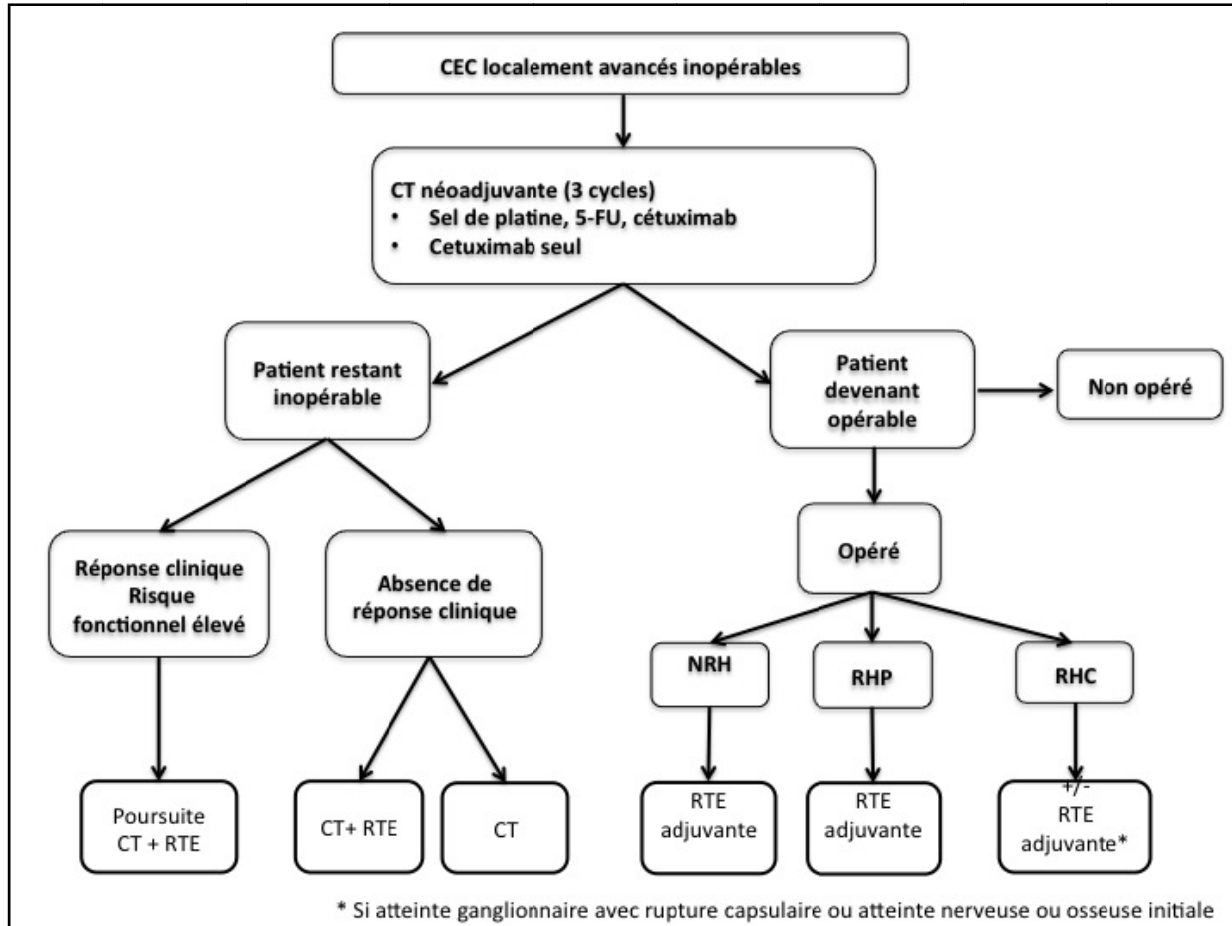 CEC localement avancés inopérables
CT néoadjuvante (3 cycles)
• Sel de platine, 5-FU, cétuximab
• Cetuximab seul
Patient restant
inopérable
Patient
devenant
opérable
Non opéré
Réponse clinique
Risque
fonctionnel élevé
Absence de
réponse clinique
Opéré
NRH
RHP
RHC
Poursuite
CT + RTE
CT+ RTE
CT
RTE
adjuvante
RTE
adjuvante
+/-
RTE
adjuvante*
* Si atteinte ganglionnaire avec rupture capsulaire ou atteinte nerveuse ou osseuse initiale